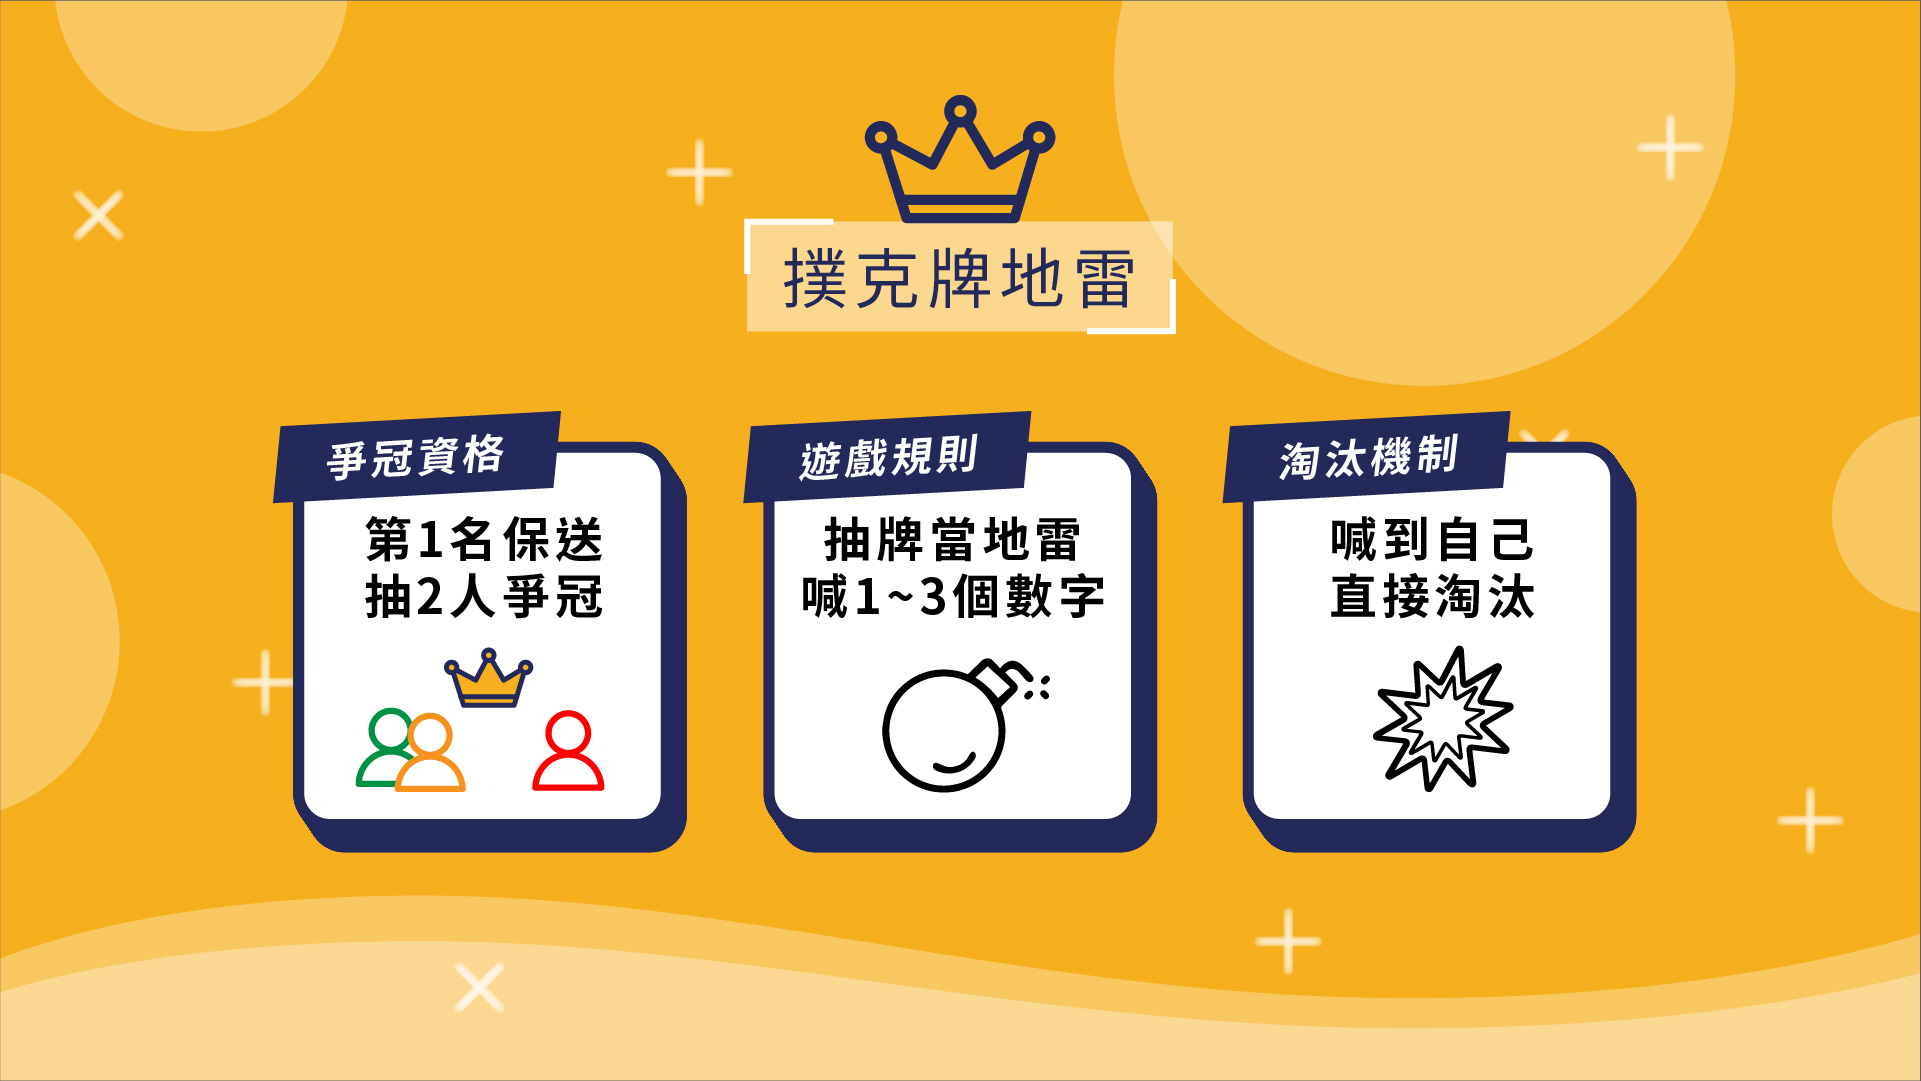 撲克牌地雷
爭冠資格
第1名保送
抽2人爭冠
遊戲規則
抽牌當地雷
喊1~3個數字
淘汰機制
喊到自己
直接淘汰